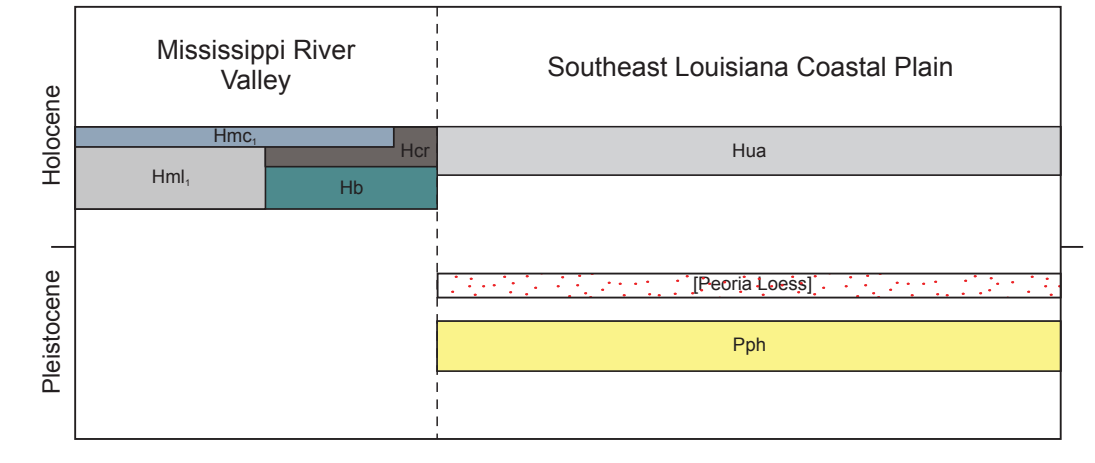 Mississippi River
Valley
Southeast Louisiana Coastal Plain
Holocene
Hmc₁
Hcr
Hua
Hml₁
Hb
Pleistocene
[Peoria Loess]
Pph